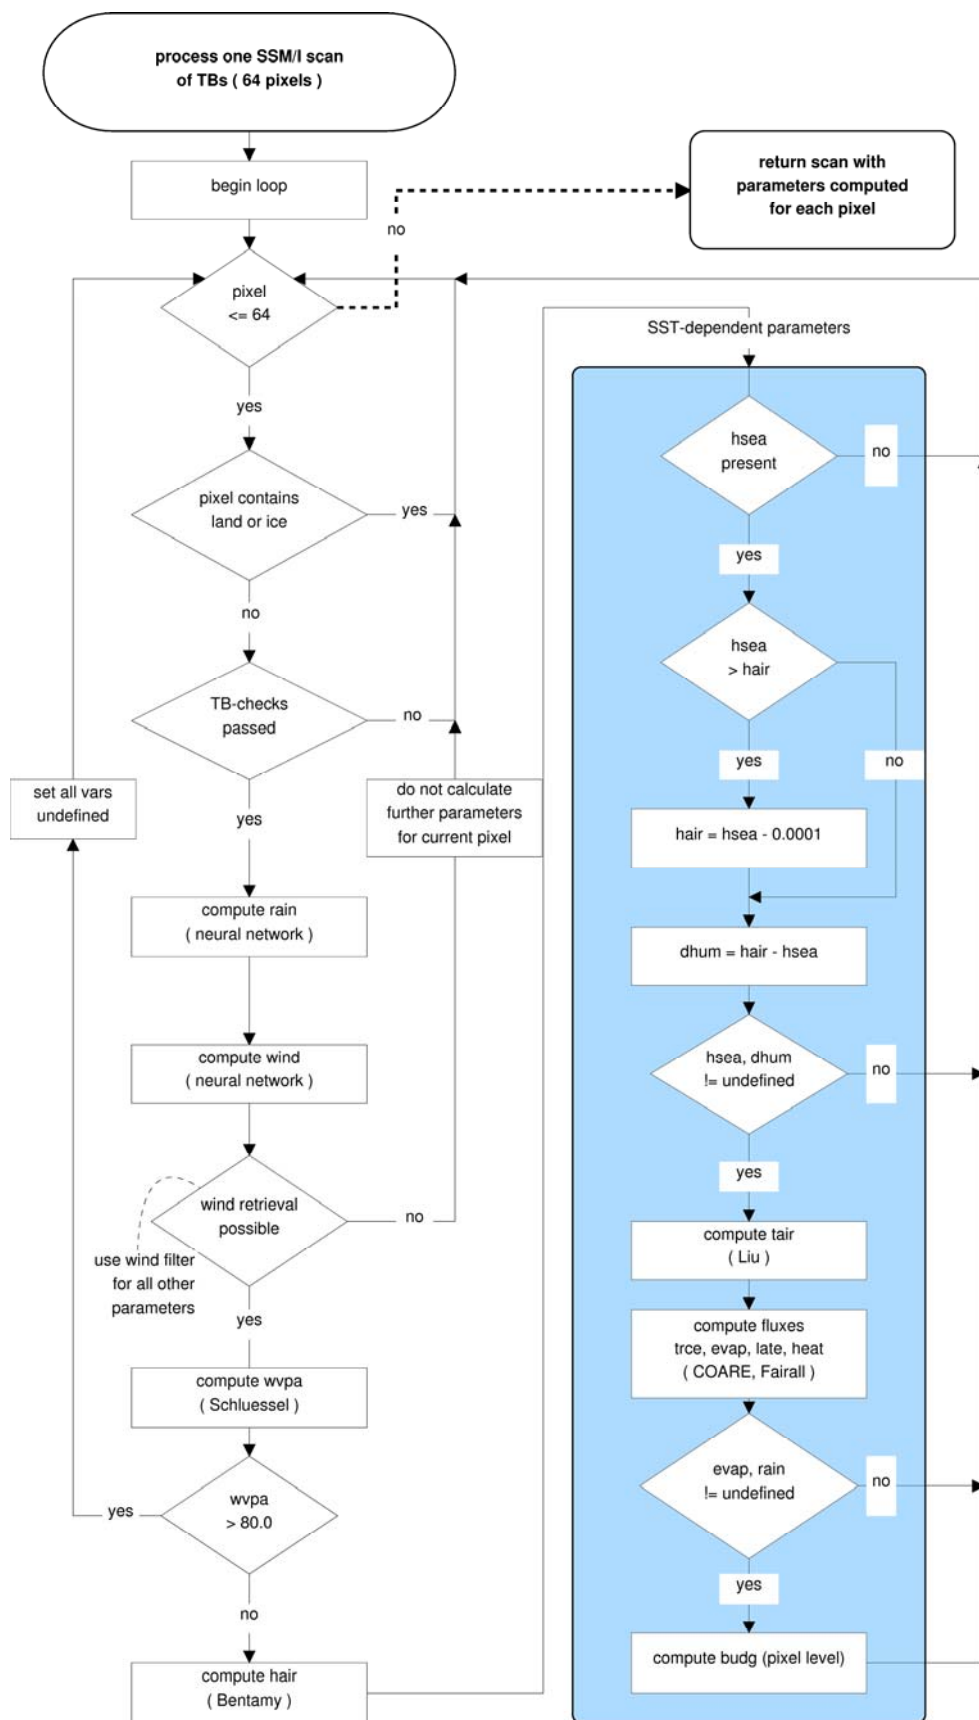 process one SSM/I scan
of TBs ( 64 pixels )
begin loop
return scan with
parameters computed
for each pixel
no
pixel
<= 64
yes
pixel contains
land or ice
yes
no
TB-checks
passed
no
yes
set all vars
undefined
do not calculate
further parameters
for current pixel
compute rain
( neural network )
compute wind
( neural network )
wind retrieval
possible
no
use wind filter
for all other
parameters
yes
compute wvpa
( Schluessel )
wvpa
> 80.0
yes
no
compute hair
( Bentamy )
SST-dependent parameters
hsea
present
no
yes
hsea
> hair
no
yes
hair = hsea - 0.0001
dhum = hair - hsea
hsea, dhum
!= undefined
no
yes
compute tair
( Liu )
compute fluxes
trce, evap, late, heat
( COARE, Fairall )
evap, rain
!= undefined
no
yes
compute budg (pixel level)